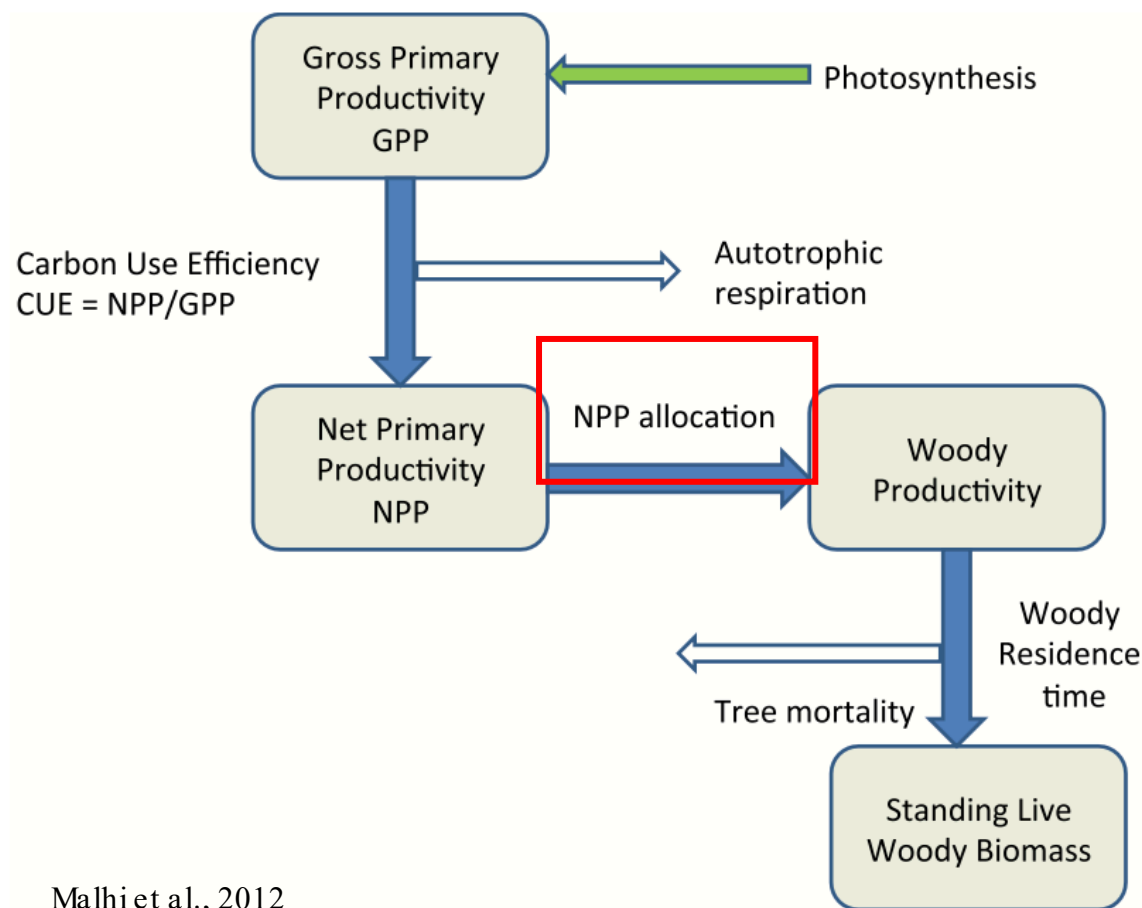 Gross Primary
Productivity
GPP
Photosynthesis
Carbon Use Efficiency
CUE = NPP/GPP
Autotrophic
respiration
Net Primary
Productivity
NPP
NPP allocation
Woody
Productivity
Woody
Residence
time
Tree mortality
Standing Live
Woody Biomass
Malhi et al., 2012